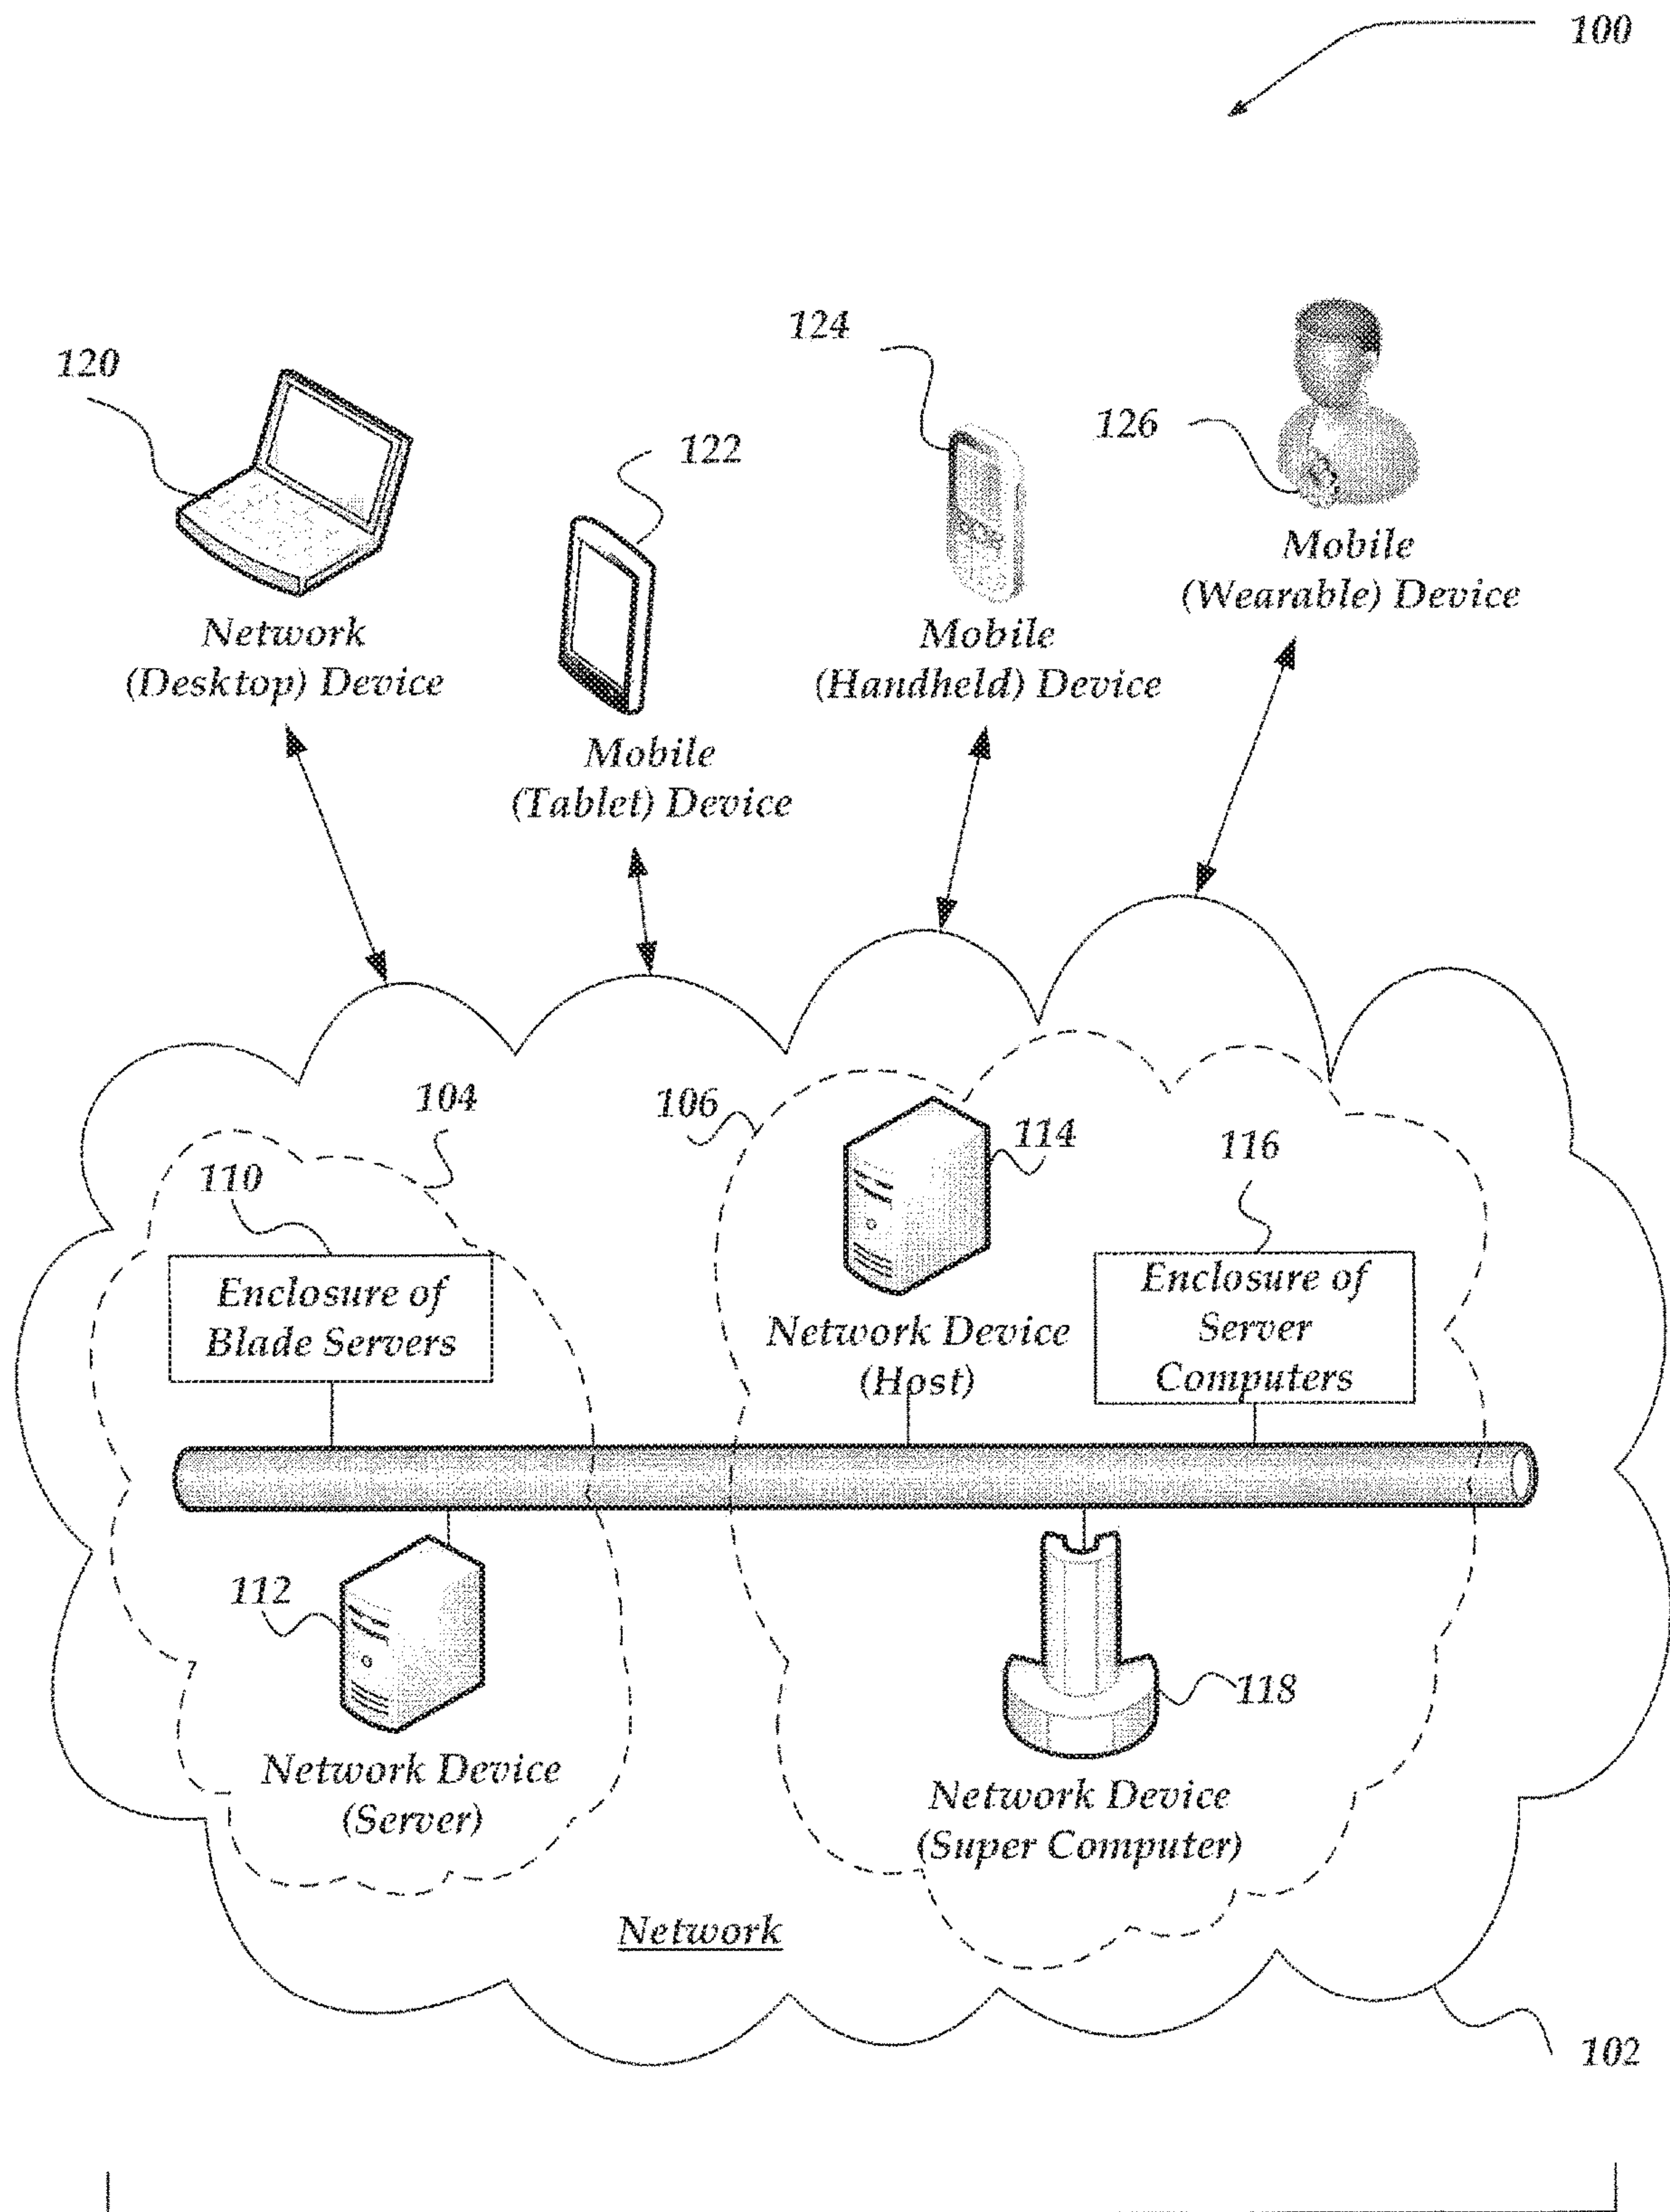 100
124
120
126
122
Mobile
(Wearable) Device
Network
(Desktop) Device
Mobile
(Handheld) Device
Mobile
(Tablet) Device
104
106
114
116
110
Enclosure of
Blade Servers
Network Device
(Host)
Enclosure of
Server
Computers
112
118
Network Device
(Server)
Network Device
(Super Computer)
Network
102